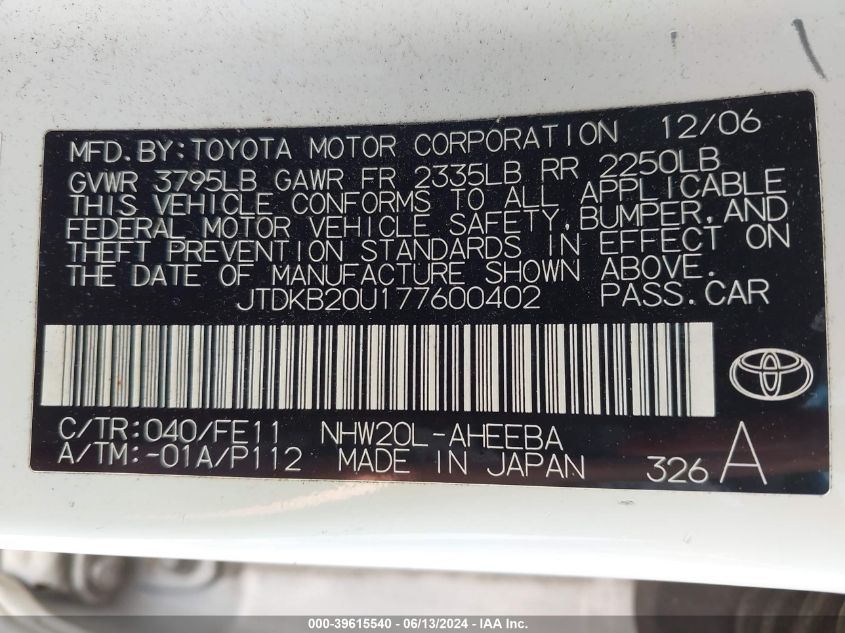 MFD. BY: TOYOTA MOTOR CORPORATION 12/06
GVWR 3795LB GAWR FR 2335LB RR 2250LB
THIS VEHICLE CONFORMS TO ALL APPLICABLE
FEDERAL MOTOR VEHICLE SAFETY, BUMPER, AND
THEFT PREVENTION STANDARDS IN EFFECT ON
THE DATE OF MANUFACTURE SHOWN ABOVE.
JTDKB20U177600402 PASS. CAR
C/TR: 040/FE11 NHW20L-AHEEBA
A/TM: -01A/P112 MADE IN JAPAN 326 A
000-39615540 - 06/13/2024 - IAA Inc.